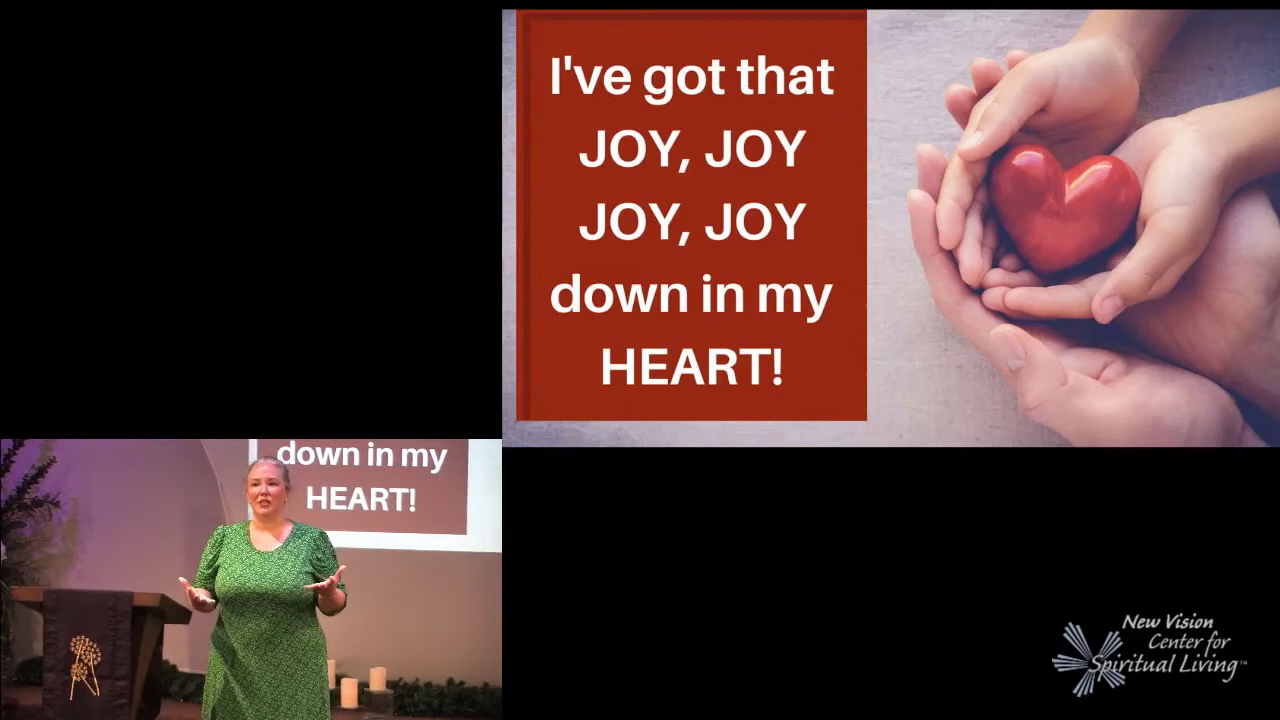 I've got that
JOY, JOY
JOY, JOY
down in my
HEART!
down in my
HEART!
New Vision
Center for
Spiritual Living™